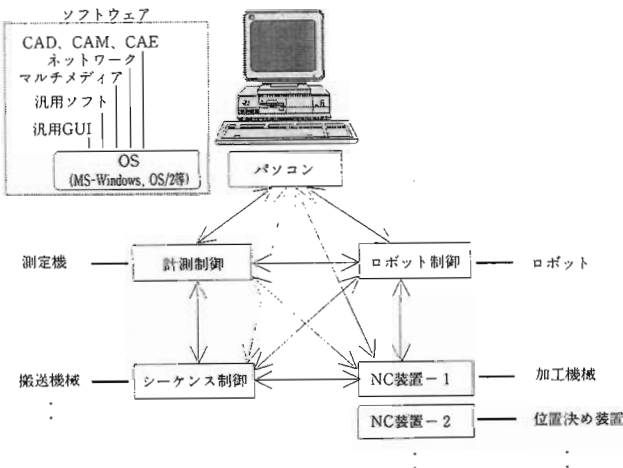 ソフトウェア
CAD、CAM、CAE
ネットワーク
マルチメディア
汎用ソフト
汎用GUI
OS
(MS-Windows, OS/2等)
パソコン
測定機
計測制御
ロボット制御
ロボット
搬送機械
シーケンス制御
NC装置－1
加工機械
NC装置－2
位置決め装置